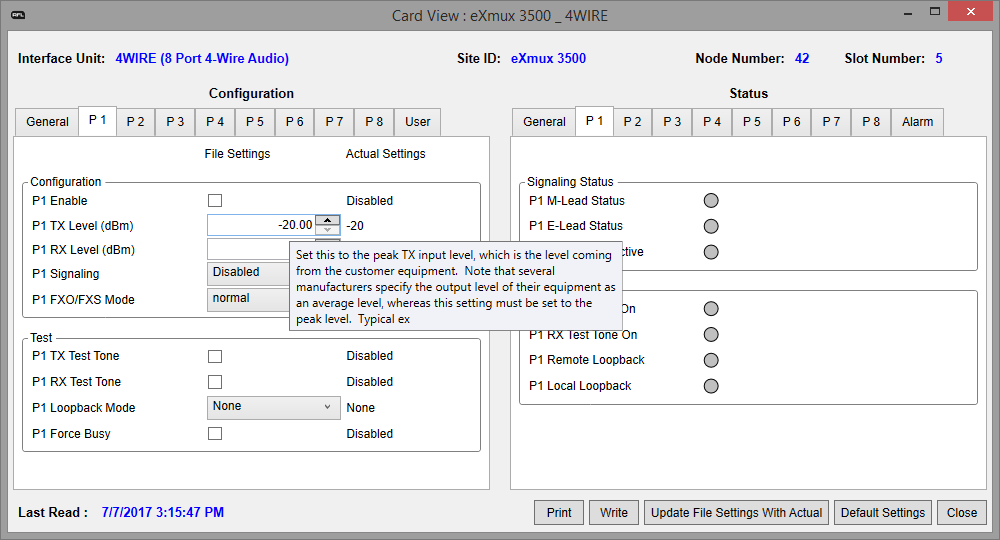 AFL
Card View : eXmux 3500 _ 4WIRE
Interface Unit: 4WIRE (8 Port 4-Wire Audio) Site ID: eXmux 3500 Node Number: 42 Slot Number: 5
Configuration
General P 1 P 2 P 3 P 4 P 5 P 6 P 7 P 8 User
File Settings Actual Settings
Configuration
P1 Enable Disabled
P1 TX Level (dBm) -20.00 -20
P1 RX Level (dBm)
P1 Signaling Disabled
P1 FXO/FXS Mode normal
Set this to the peak TX input level, which is the level coming
from the customer equipment. Note that several
manufacturers specify the output level of their equipment as
an average level, whereas this setting must be set to the
peak level. Typical ex
Test
P1 TX Test Tone Disabled
P1 RX Test Tone Disabled
P1 Loopback Mode None None
P1 Force Busy Disabled
Status
General P 1 P 2 P 3 P 4 P 5 P 6 P 7 P 8 Alarm
Signaling Status
P1 M-Lead Status
P1 E-Lead Status
ctive
On
P1 RX Test Tone On
P1 Remote Loopback
P1 Local Loopback
Last Read : 7/7/2017 3:15:47 PM
Print Write Update File Settings With Actual Default Settings Close